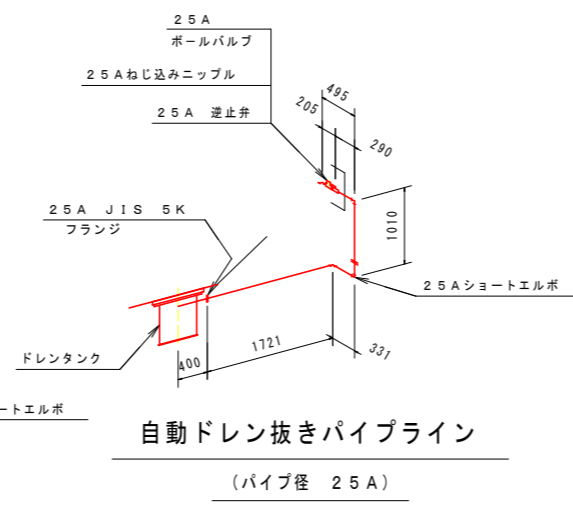 ２５Ａ
ボールバルブ
２５Ａねじ込みニップル
２５Ａ　逆止弁
495
205
290
1010
２５Ａ　ＪＩＳ　５Ｋ
フランジ
２５Ａショートエルボ
ドレンタンク
400
1721
331
ートエルボ
自動ドレン抜きパイプライン
（パイプ径　２５Ａ）